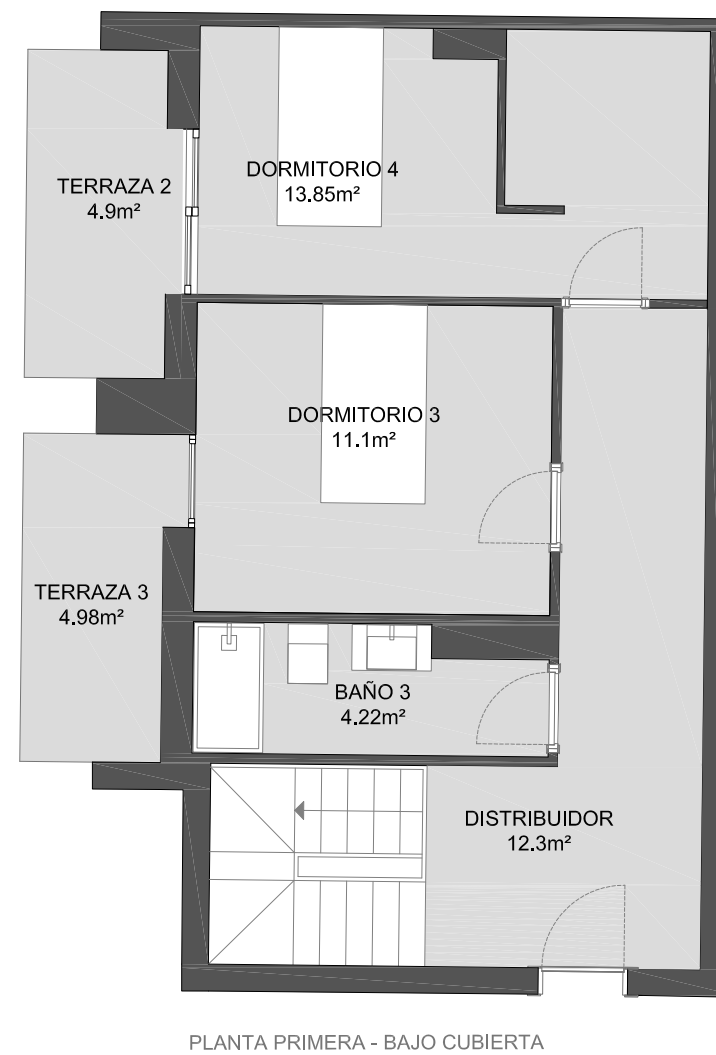 DORMITORIO 4
13.85m²
TERRAZA 2
4.9m²
DORMITORIO 3
11.1m²
TERRAZA 3
4.98m²
BAÑO 3
4.22m²
DISTRIBUIDOR
12.3m²
PLANTA PRIMERA - BAJO CUBIERTA